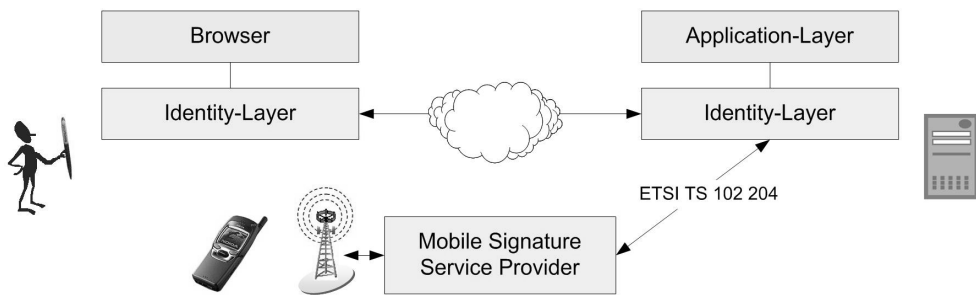 Browser
Application-Layer
Identity-Layer
Identity-Layer
ETSI TS 102 204
Mobile Signature
Service Provider